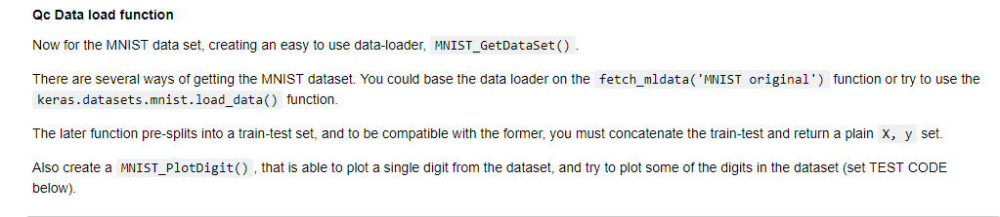 Qc Data load function
Now for the MNIST data set, creating an easy to use data-loader, MNIST_GetDataSet() .
There are several ways of getting the MNIST dataset. You could base the data loader on the fetch_mldata('MNIST original') function or try to use the
keras.datasets.mnist.load_data() function.
The later function pre-splits into a train-test set, and to be compatible with the former, you must concatenate the train-test and return a plain X, y set.
Also create a MNIST_PlotDigit() , that is able to plot a single digit from the dataset, and try to plot some of the digits in the dataset (set TEST CODE
below).